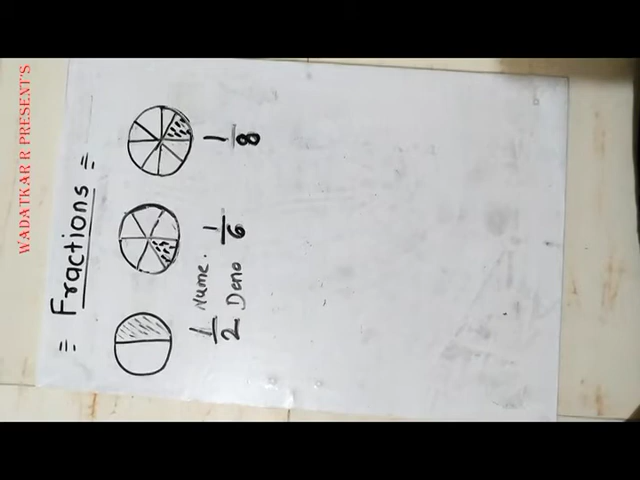 WADATKAR R PRESENT'S
= Fractions =
1/2 Nume. Deno
1/6
1/8